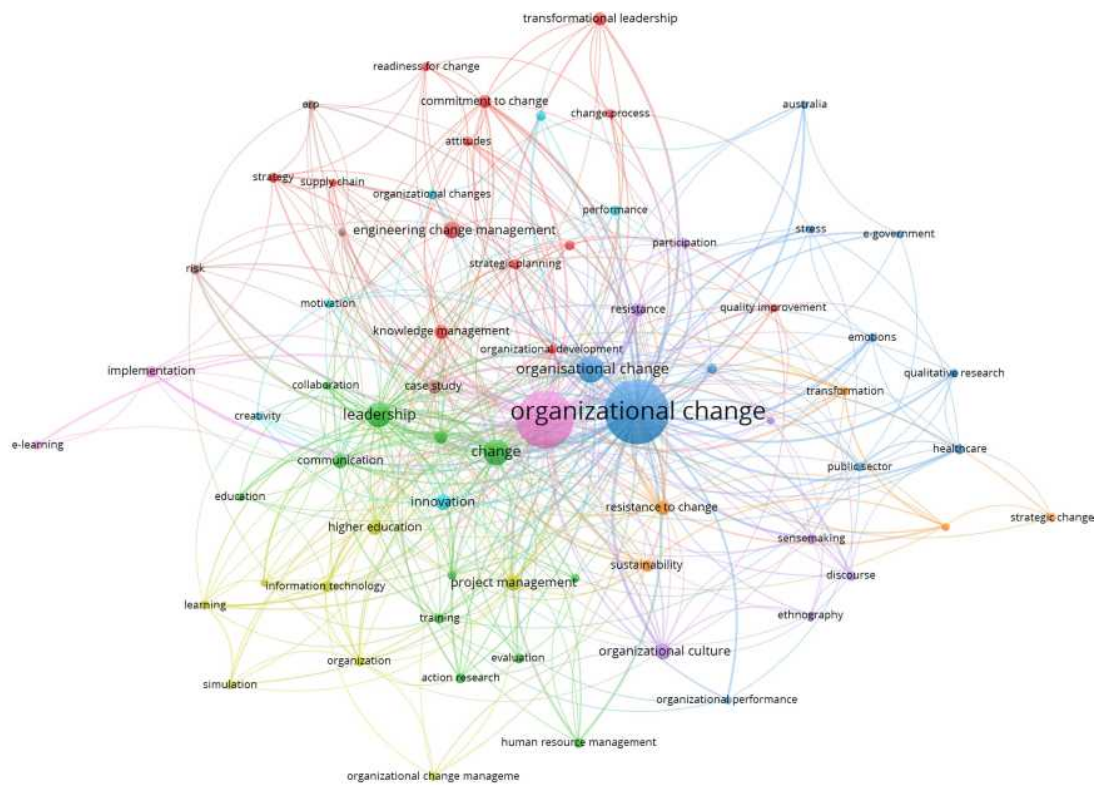 transformational leadership
readiness for change
commitment to change
erp
australia
change process
attitudes
strategy
supply chain
organizational changes
performance
engineering change management
stress
e-government
participation
strategic planning
risk
motivation
resistance
quality improvement
knowledge management
emotions
organizational development
organisational change
implementation
qualitative research
collaboration
case study
transformation
leadership
organizational change
creativity
e-learning
change
healthcare
communication
public sector
education
innovation
resistance to change
strategic change
higher education
sensemaking
sustainability
discourse
information technology
project management
learning
training
ethnography
organizational culture
organization
evaluation
action research
simulation
organizational performance
human resource management
organizational change manageme